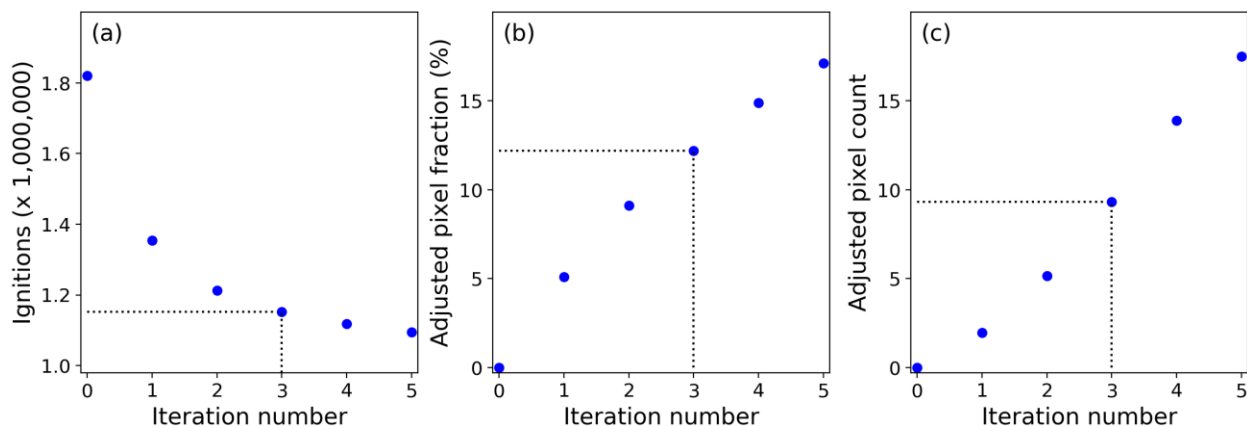 (a)
Ignitions (x 1,000,000)
1.8
1.6
1.4
1.2
1.0
0 1 2 3 4 5
Iteration number
(b)
Adjusted pixel fraction (%)
15
10
5
0
0 1 2 3 4 5
Iteration number
(c)
Adjusted pixel count
15
10
5
0
0 1 2 3 4 5
Iteration number